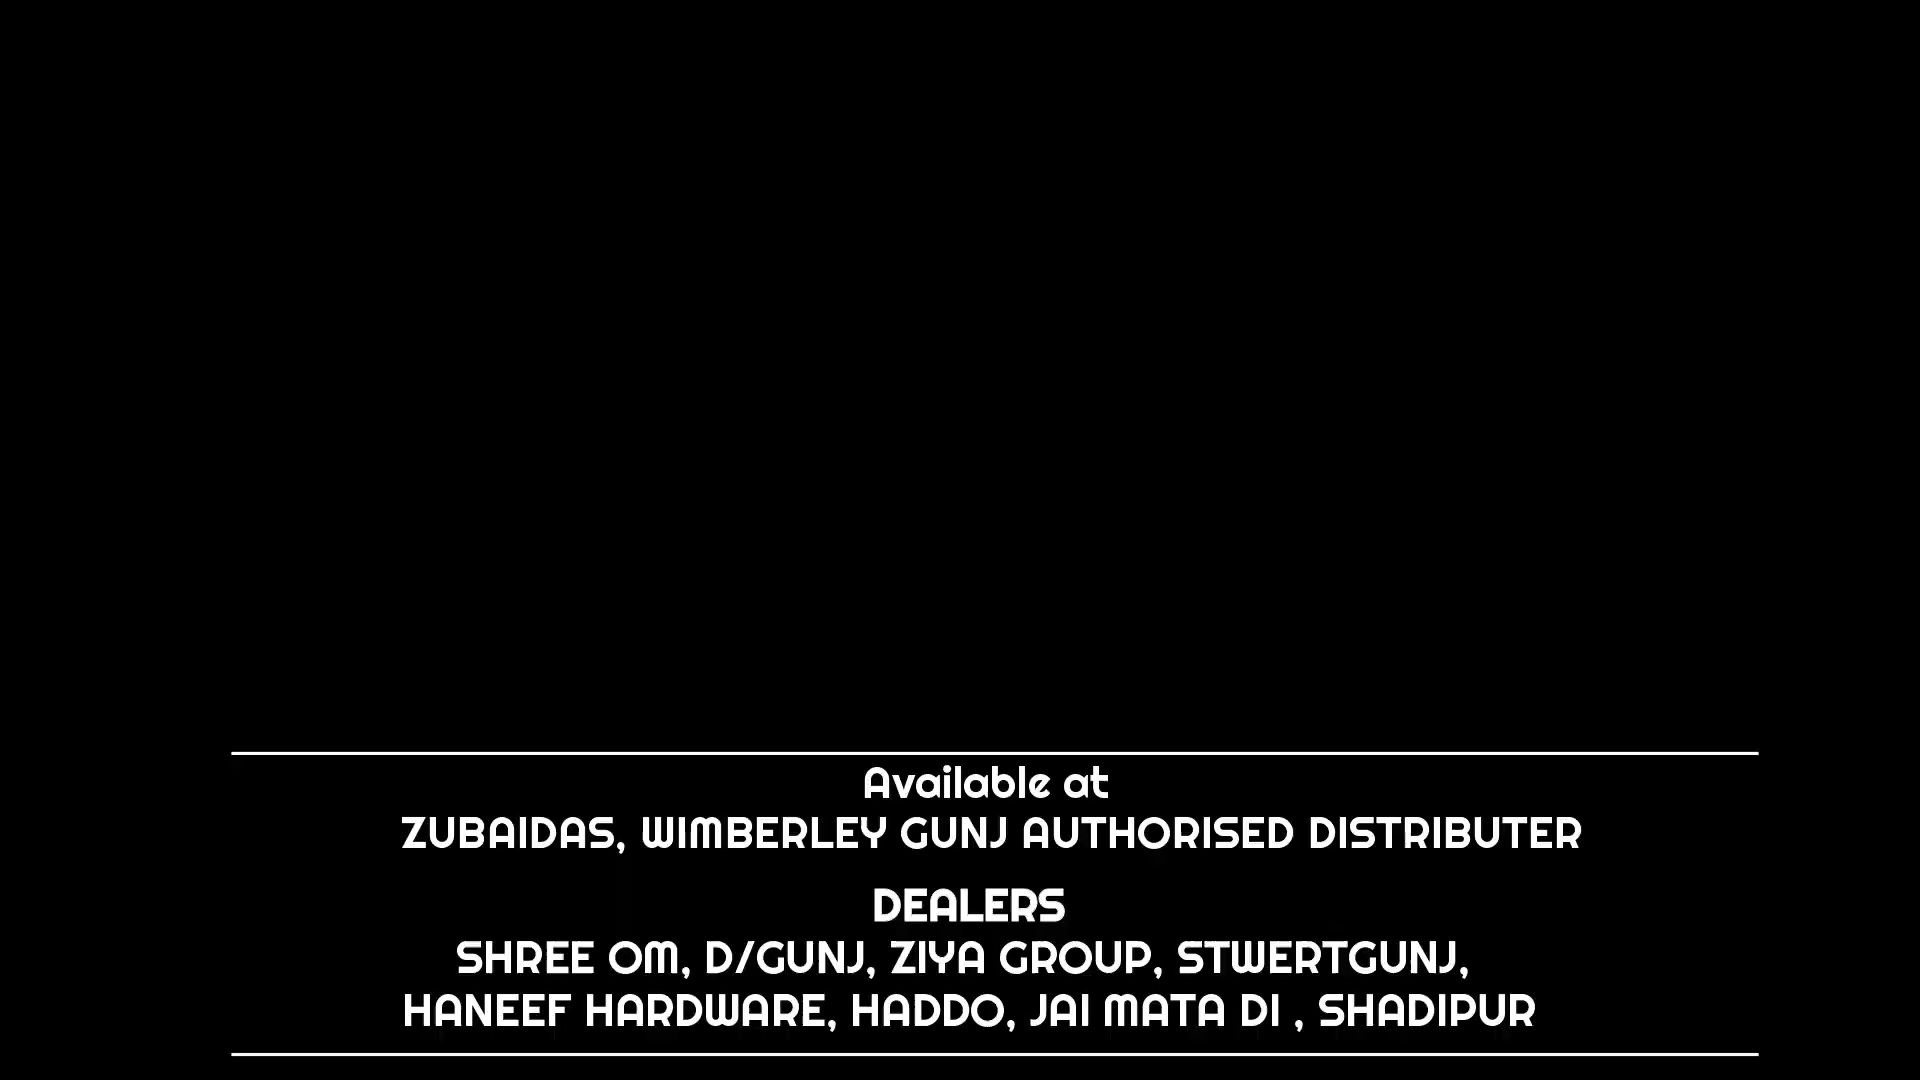 Available at
ZUBAIDAS, WIMBERLEY GUNJ AUTHORISED DISTRIBUTER
DEALERS
SHREE OM, D/GUNJ, ZIYA GROUP, STWERTGUNJ,
HANEEF HARDWARE, HADDO, JAI MATA DI , SHADIPUR